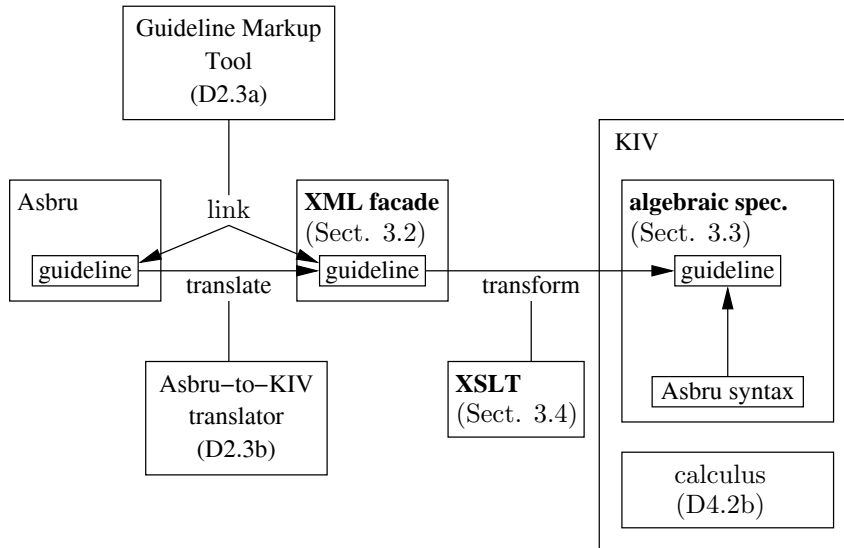 Guideline Markup
Tool
(D2.3a)
KIV
Asbru
link
XML facade
(Sect. 3.2)
algebraic spec.
(Sect. 3.3)
guideline
guideline
guideline
translate
transform
Asbru−to−KIV
translator
(D2.3b)
XSLT
(Sect. 3.4)
Asbru syntax
calculus
(D4.2b)